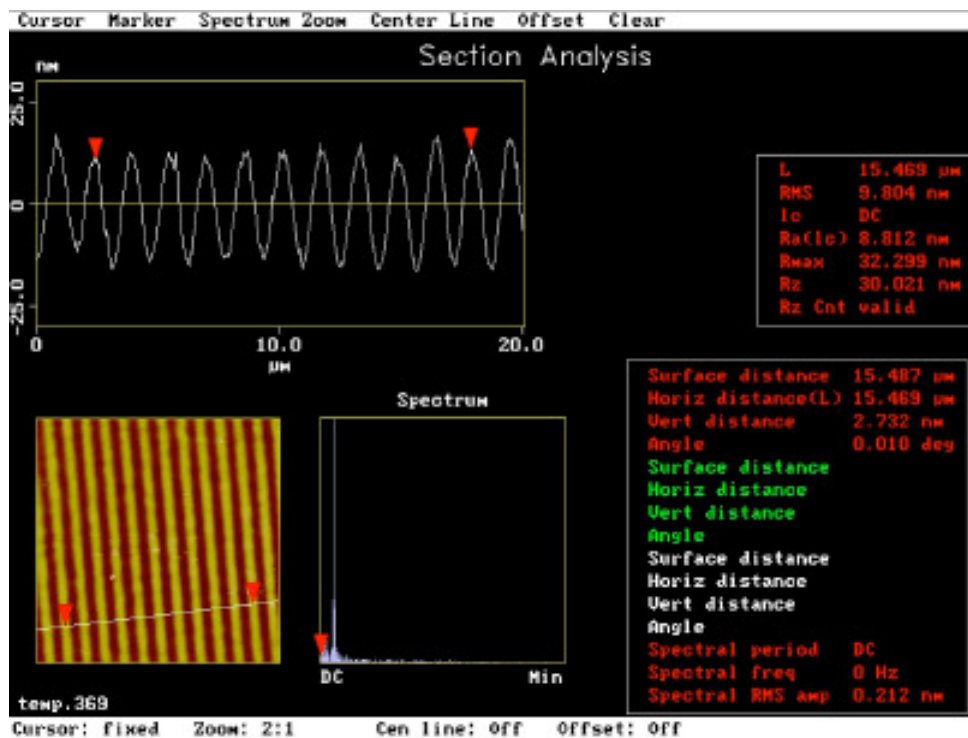 Cursor Marker Spectrum Zoom Center Line Offset Clear
Section Analysis
nm
25.0
0
-25.0
0 10.0 20.0
µm
L 15.469 µm
RMS 9.804 nm
lc DC
Ra(lc) 8.812 nm
Rmax 32.299 nm
Rz 30.021 nm
Rz Cnt valid
Spectrum
DC Min
Surface distance 15.487 µm
Horiz distance(L) 15.469 µm
Vert distance 2.732 nm
Angle 0.010 deg
Surface distance
Horiz distance
Vert distance
Angle
Surface distance
Horiz distance
Vert distance
Angle
Spectral period DC
Spectral freq 0 Hz
Spectral RMS amp 0.212 nm
temp.369
Cursor: fixed Zoom: 2:1 Cen line: Off Offset: Off